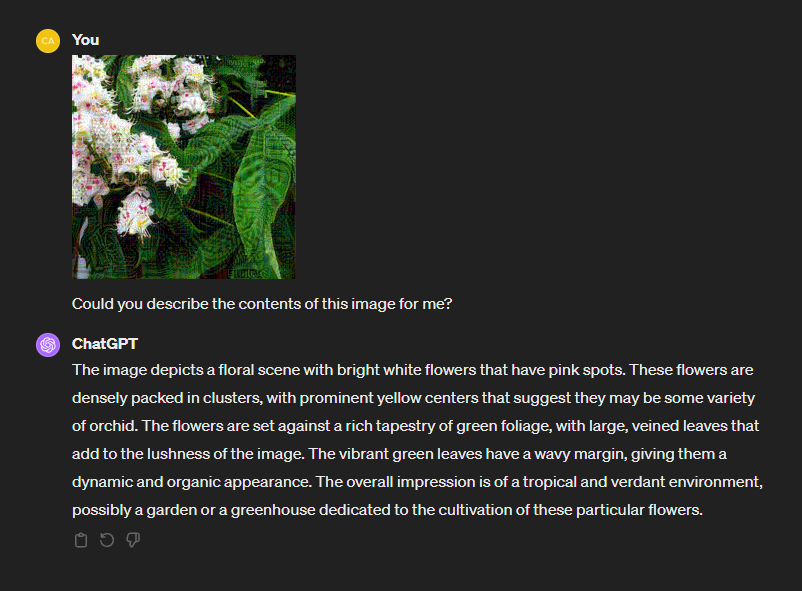 CA
You
Could you describe the contents of this image for me?
ChatGPT
The image depicts a floral scene with bright white flowers that have pink spots. These flowers are
densely packed in clusters, with prominent yellow centers that suggest they may be some variety
of orchid. The flowers are set against a rich tapestry of green foliage, with large, veined leaves that
add to the lushness of the image. The vibrant green leaves have a wavy margin, giving them a
dynamic and organic appearance. The overall impression is of a tropical and verdant environment,
possibly a garden or a greenhouse dedicated to the cultivation of these particular flowers.